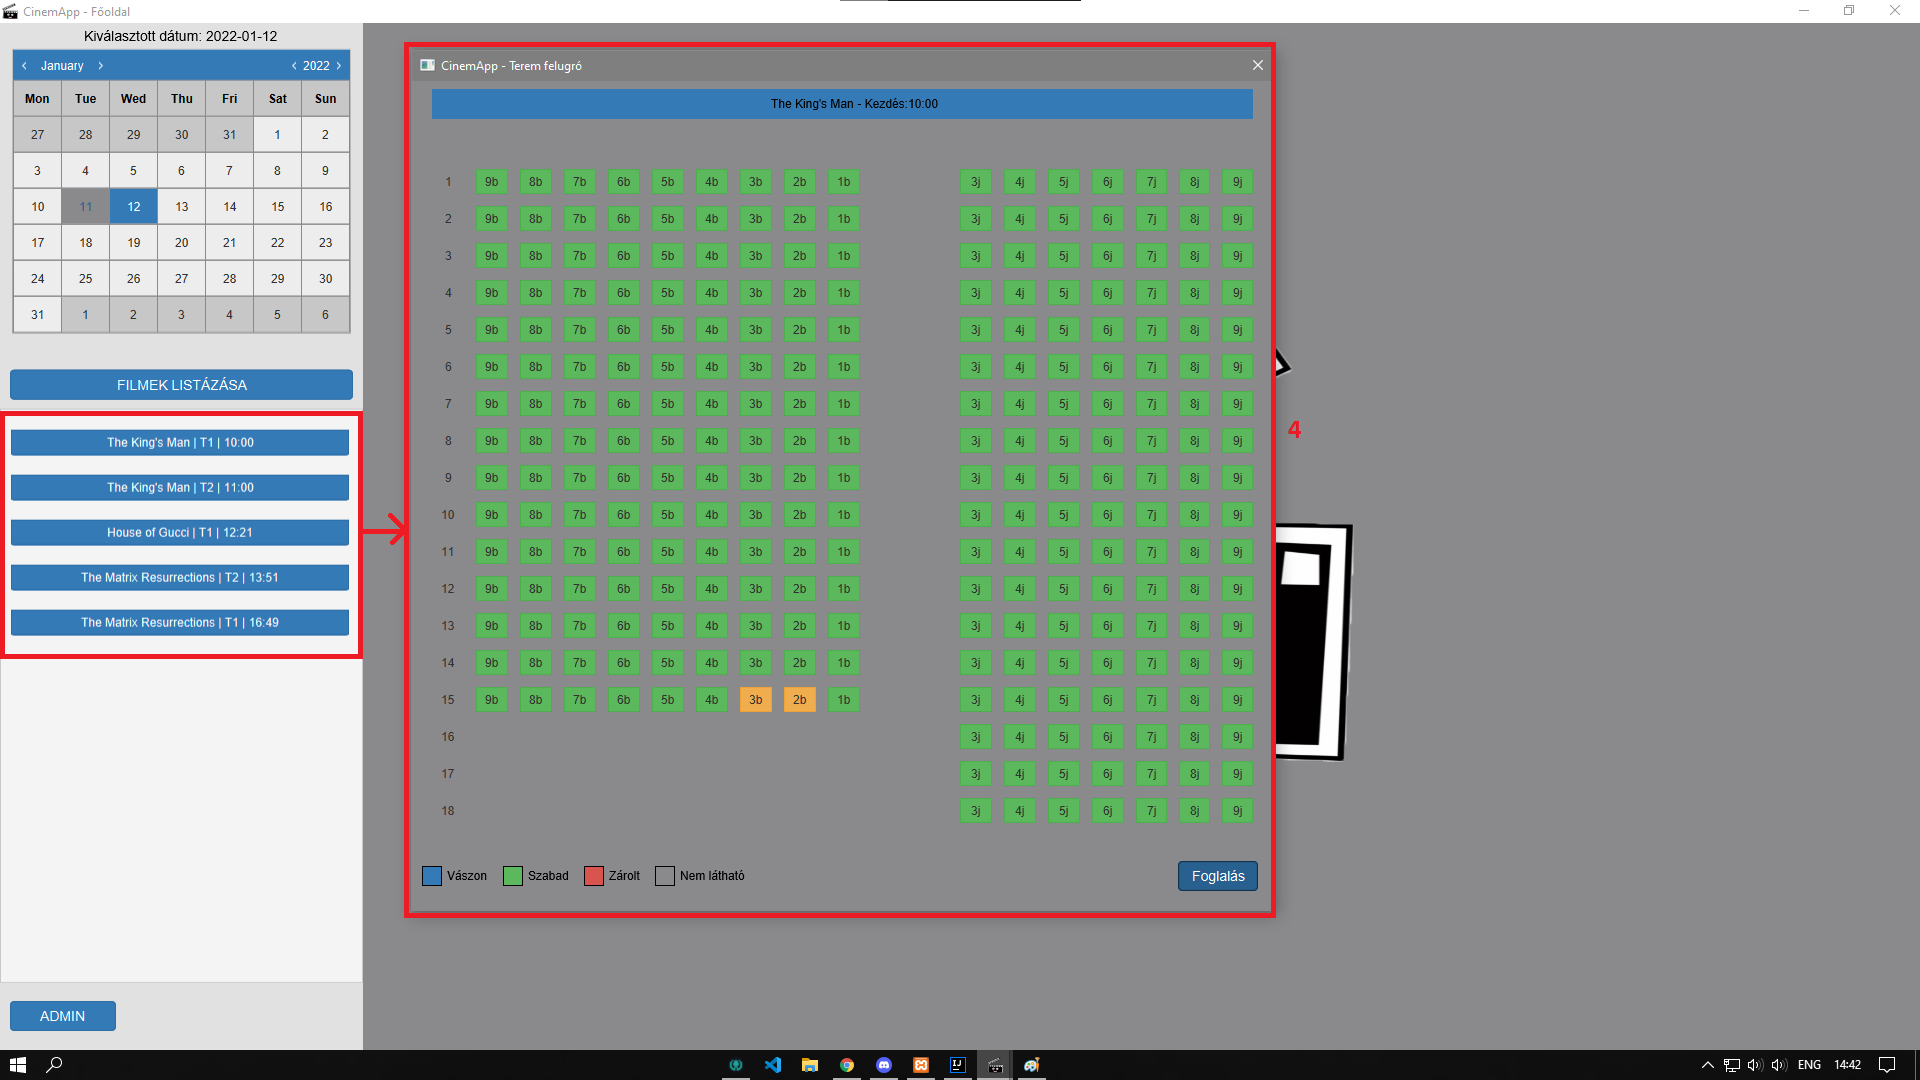 CinemApp - Főoldal
Kiválasztott dátum: 2022-01-12
‹ January › ‹ 2022 ›
Mon Tue Wed Thu Fri Sat Sun
27 28 29 30 31 1 2
3 4 5 6 7 8 9
10 11 12 13 14 15 16
17 18 19 20 21 22 23
24 25 26 27 28 29 30
31 1 2 3 4 5 6
FILMEK LISTÁZÁSA
The King's Man | T1 | 10:00
The King's Man | T2 | 11:00
House of Gucci | T1 | 12:21
The Matrix Resurrections | T2 | 13:51
The Matrix Resurrections | T1 | 16:49
ADMIN
CinemApp - Terem felugró
The King's Man - Kezdés:10:00
1 9b 8b 7b 6b 5b 4b 3b 2b 1b 3j 4j 5j 6j 7j 8j 9j
2 9b 8b 7b 6b 5b 4b 3b 2b 1b 3j 4j 5j 6j 7j 8j 9j
3 9b 8b 7b 6b 5b 4b 3b 2b 1b 3j 4j 5j 6j 7j 8j 9j
4 9b 8b 7b 6b 5b 4b 3b 2b 1b 3j 4j 5j 6j 7j 8j 9j
5 9b 8b 7b 6b 5b 4b 3b 2b 1b 3j 4j 5j 6j 7j 8j 9j
6 9b 8b 7b 6b 5b 4b 3b 2b 1b 3j 4j 5j 6j 7j 8j 9j
7 9b 8b 7b 6b 5b 4b 3b 2b 1b 3j 4j 5j 6j 7j 8j 9j
8 9b 8b 7b 6b 5b 4b 3b 2b 1b 3j 4j 5j 6j 7j 8j 9j
9 9b 8b 7b 6b 5b 4b 3b 2b 1b 3j 4j 5j 6j 7j 8j 9j
10 9b 8b 7b 6b 5b 4b 3b 2b 1b 3j 4j 5j 6j 7j 8j 9j
11 9b 8b 7b 6b 5b 4b 3b 2b 1b 3j 4j 5j 6j 7j 8j 9j
12 9b 8b 7b 6b 5b 4b 3b 2b 1b 3j 4j 5j 6j 7j 8j 9j
13 9b 8b 7b 6b 5b 4b 3b 2b 1b 3j 4j 5j 6j 7j 8j 9j
14 9b 8b 7b 6b 5b 4b 3b 2b 1b 3j 4j 5j 6j 7j 8j 9j
15 9b 8b 7b 6b 5b 4b 3b 2b 1b 3j 4j 5j 6j 7j 8j 9j
16 3j 4j 5j 6j 7j 8j 9j
17 3j 4j 5j 6j 7j 8j 9j
18 3j 4j 5j 6j 7j 8j 9j
Vászon Szabad Zárolt Nem látható
Foglalás
4
IJ
ENG 14:42